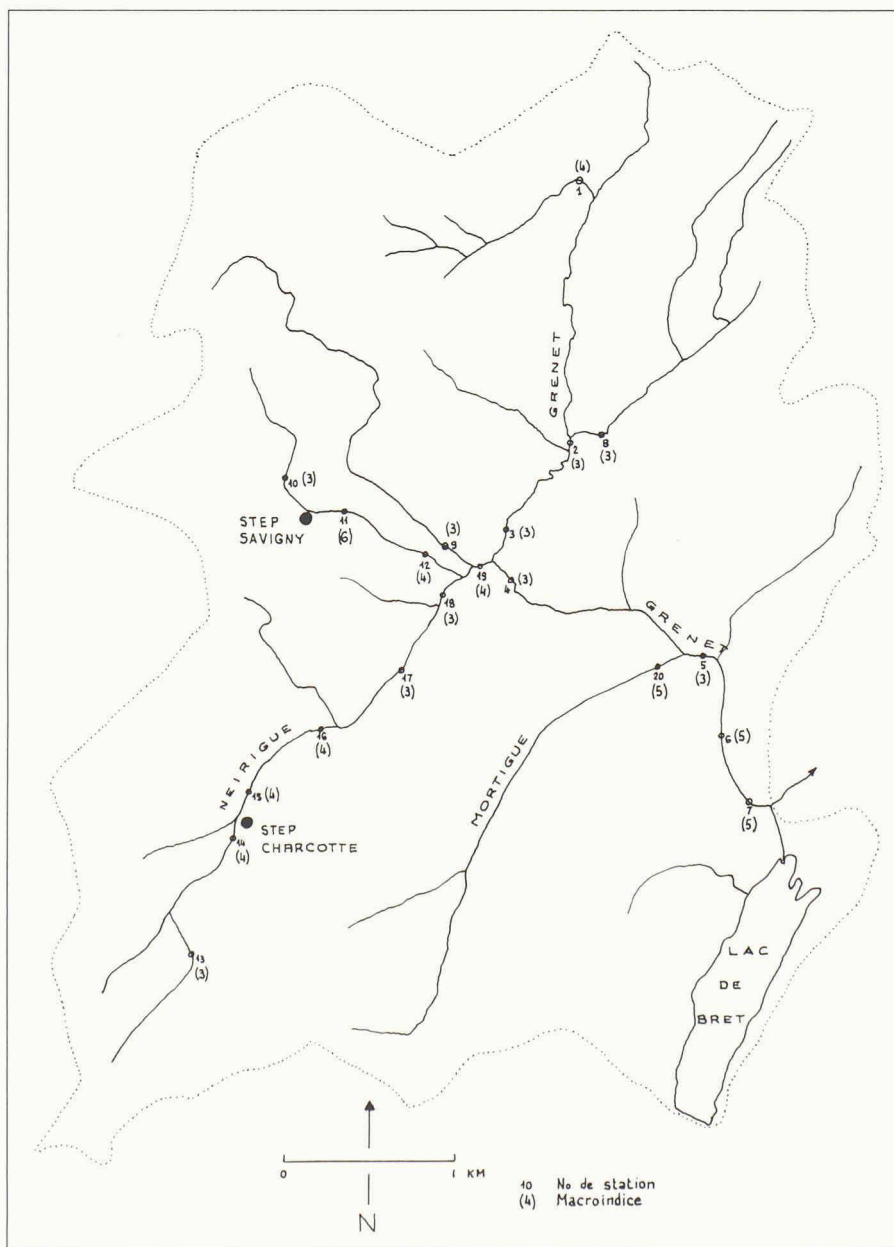 (4)
1
GRENET
2
(3)
8
(3)
10 (3)
STEP
SAVIGNY
11
(6)
(3)
9
3 (3)
12
(4)
19
(4)
4 (3)
18
(3)
GRENET
17
(3)
20
(5)
5
(3)
16
(4)
6 (5)
NEIRIGUE
MORTIGUE
15 (4)
7
(5)
STEP
CHARCOTTE
14
(4)
13
(3)
LAC
DE
BRET
0 1 KM
N
10 No de station
(4) Macroindice